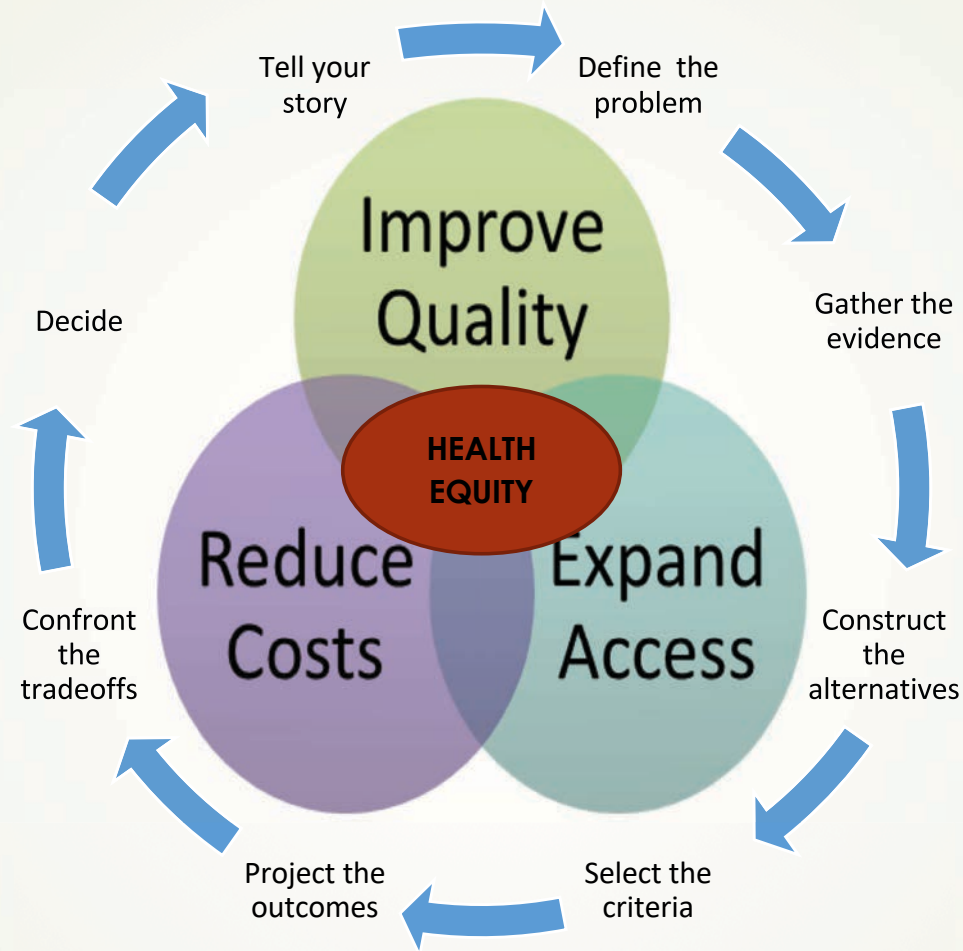 Tell your
story
Define  the
problem
Gather the
evidence
Construct
the
alternatives
Select the
criteria
Project the
outcomes
Confront
the
tradeoffs
Decide
Improve
Quality
HEALTH
EQUITY
Reduce
Costs
Expand
Access